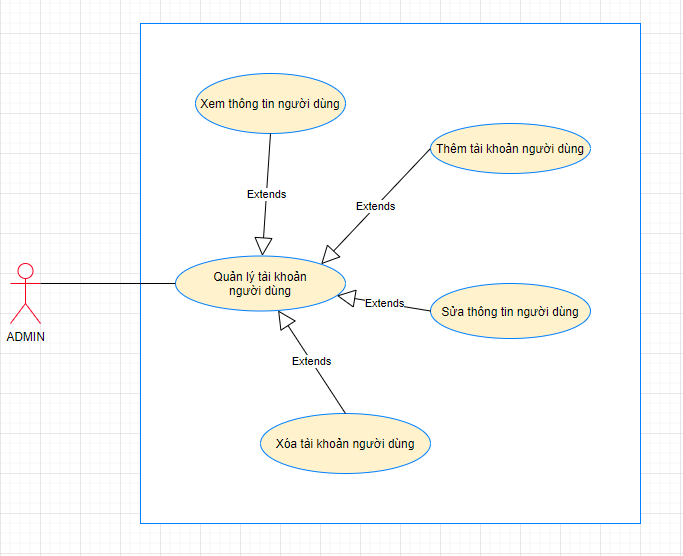 Xem thông tin người dùng
Thêm tài khoản người dùng
Extends
Extends
Quản lý tài khoản
người dùng
Extends
Sửa thông tin người dùng
ADMIN
Extends
Xóa tài khoản người dùng